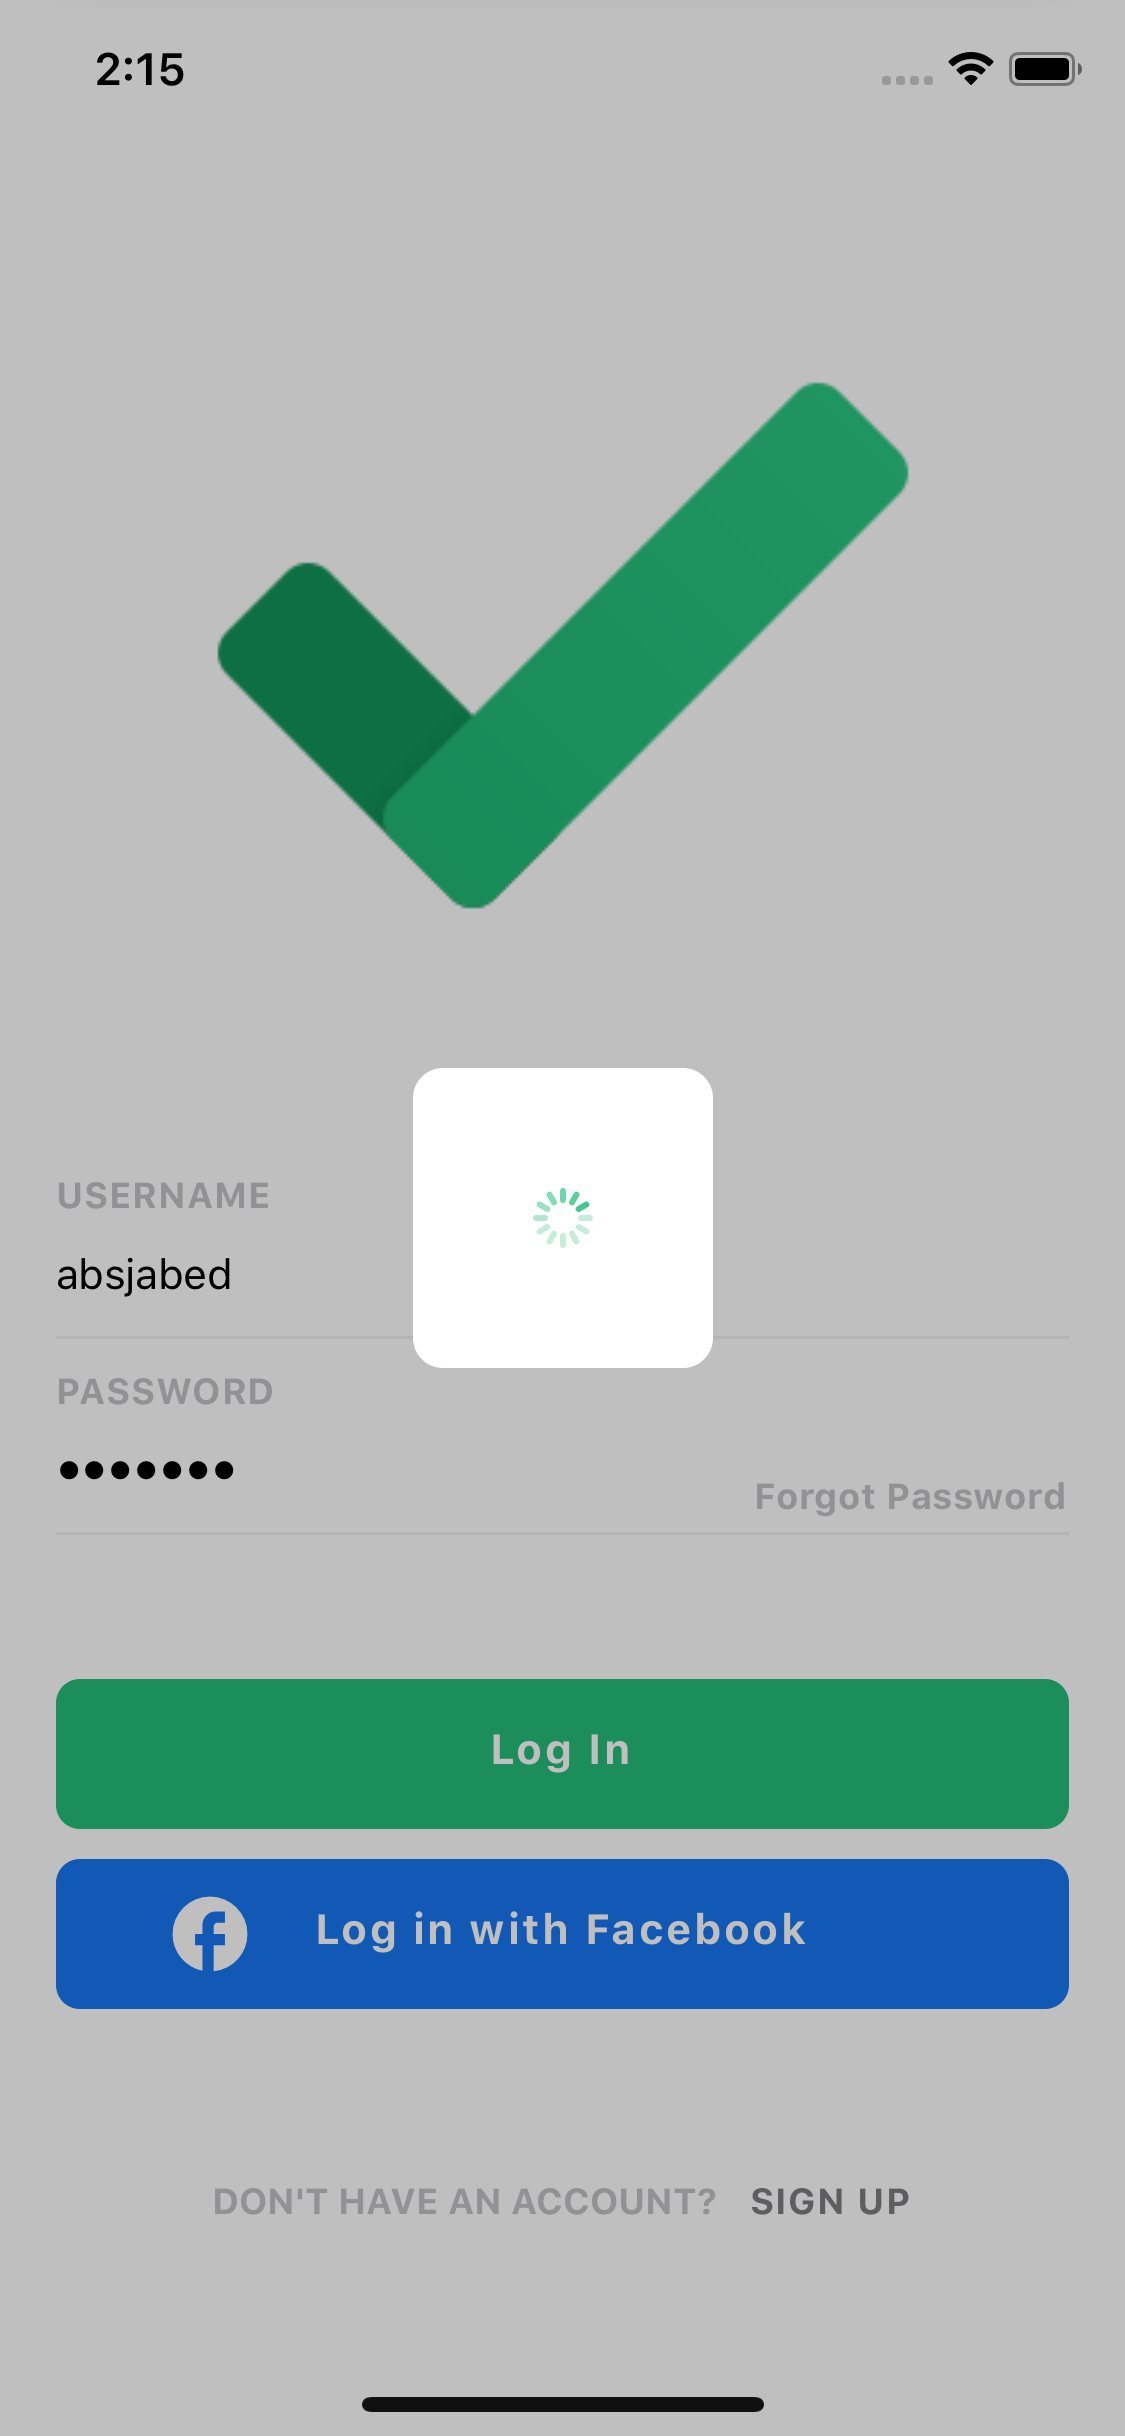 2:15
USERNAME
absjabed
PASSWORD
•••••••
Forgot Password
Log In
Log in with Facebook
DON'T HAVE AN ACCOUNT? SIGN UP